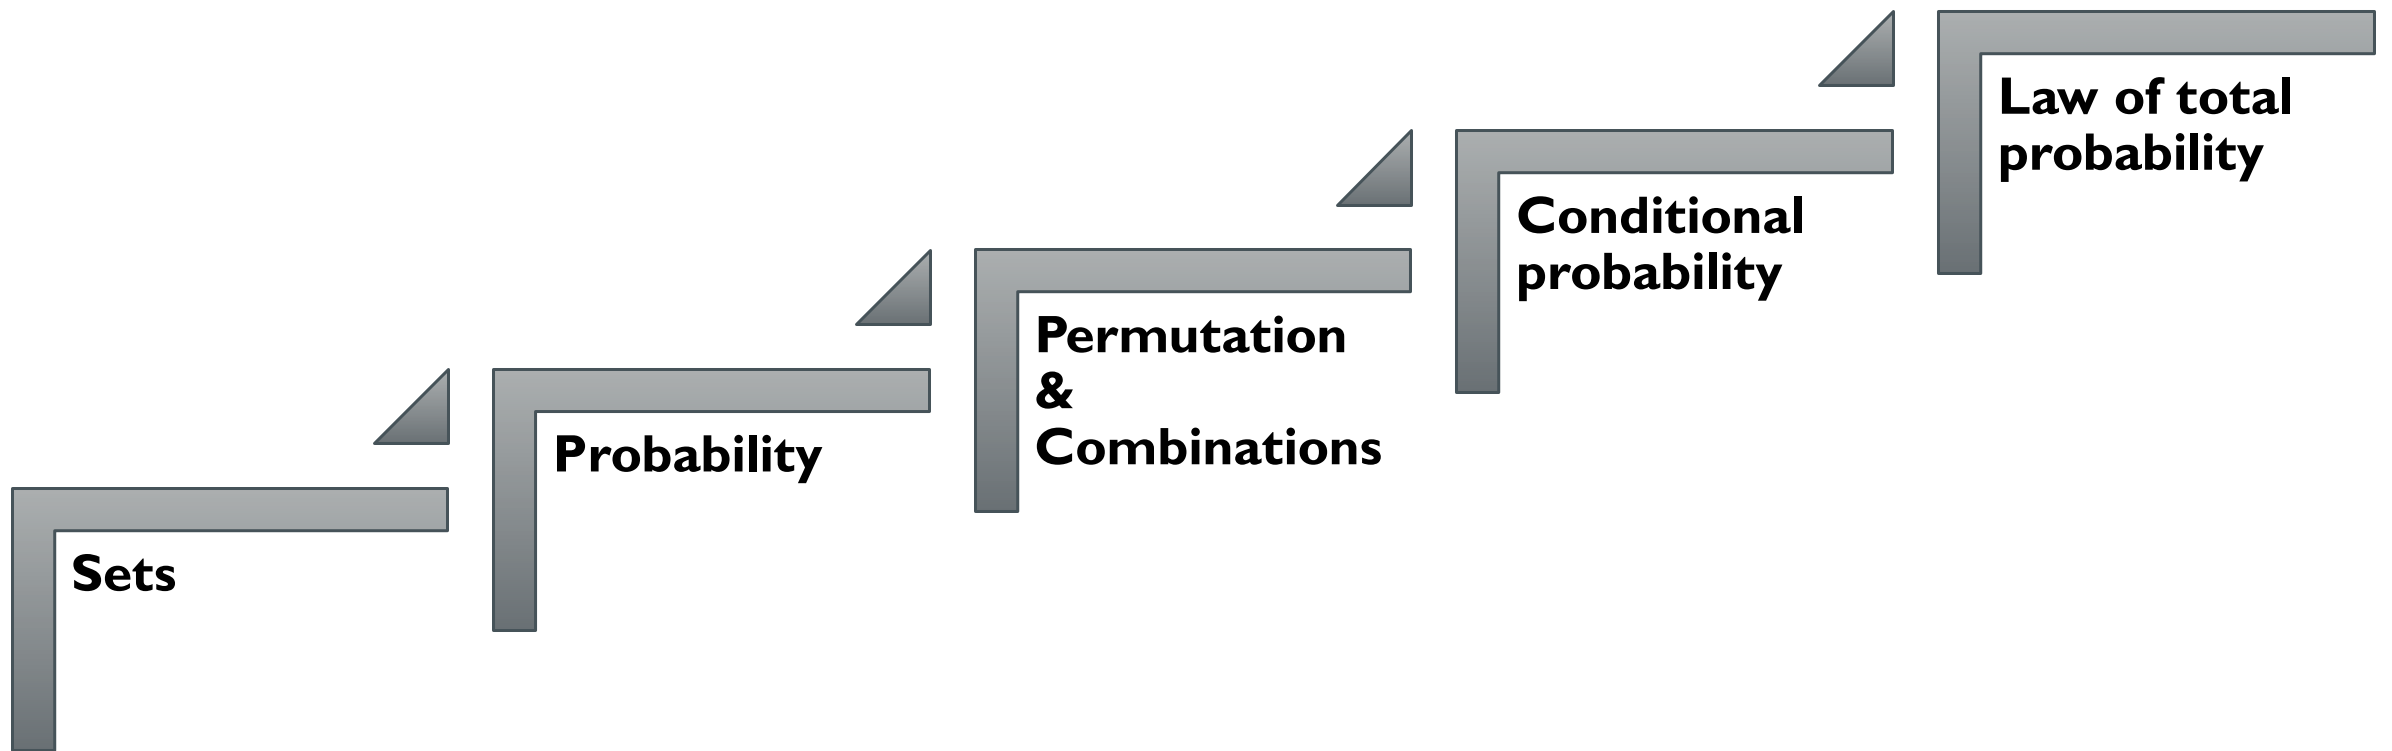 Sets
Probability
Permutation
&
Combinations
Conditional
probability
Law of total
probability